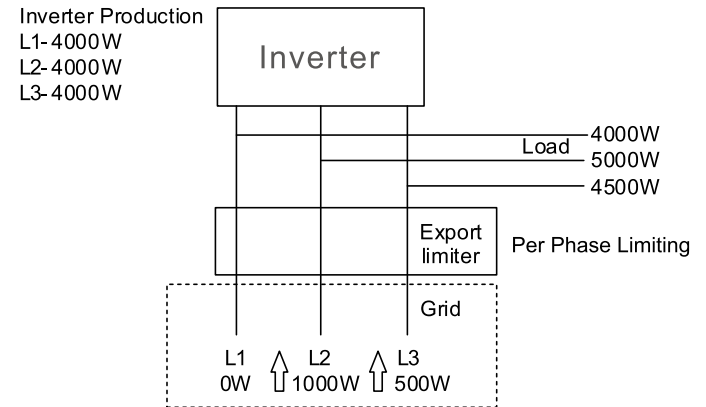 Inverter Production
L1-4000W
L2-4000W
L3-4000W
Inverter
4000W
Load
5000W
4500W
Export
limiter
Per Phase Limiting
Grid
L1 L2 L3
0W 1000W 500W